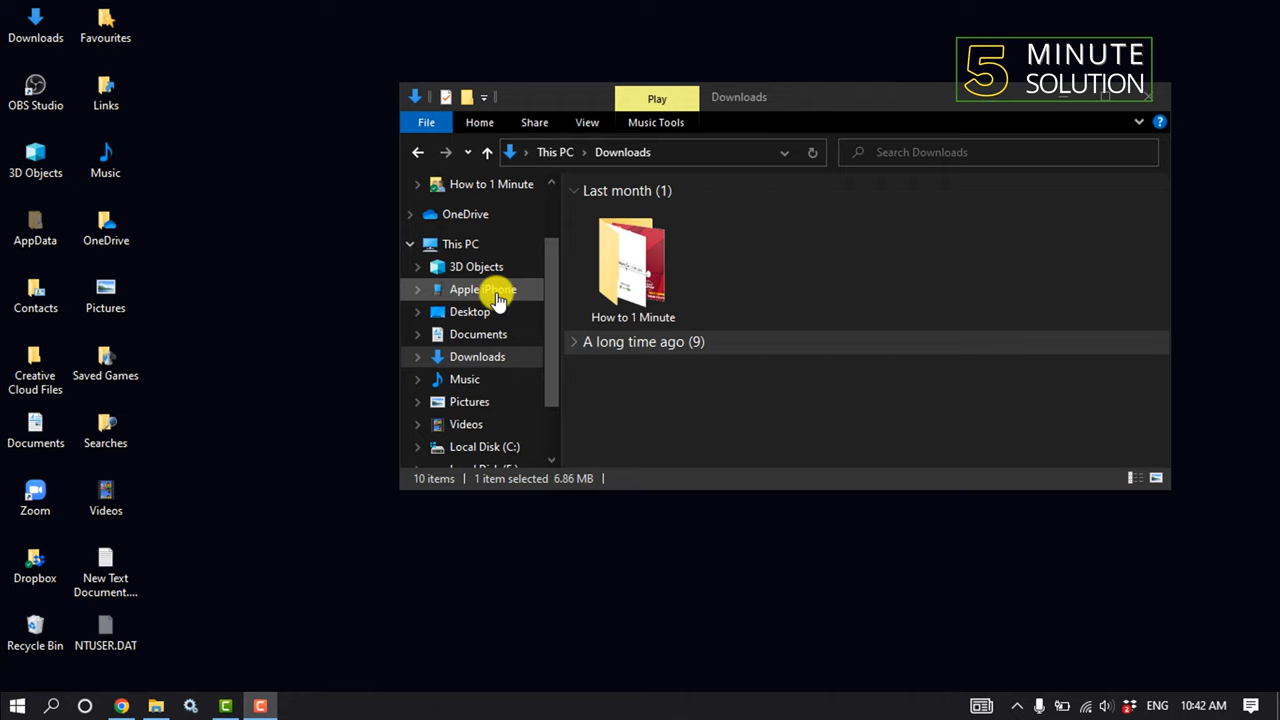 Downloads
Favourites
OBS Studio
Links
3D Objects
Music
AppData
OneDrive
Contacts
Pictures
Creative
Cloud Files
Saved Games
Documents
Searches
Zoom
Videos
Dropbox
New Text
Document....
Recycle Bin
NTUSER.DAT
5 MINUTE
SOLUTION
Play
Downloads
File
Home
Share
View
Music Tools
This PC
Downloads
Search Downloads
How to 1 Minute
OneDrive
This PC
3D Objects
Apple iPhone
Desktop
Documents
Downloads
Music
Pictures
Videos
Local Disk (C:)
Last month (1)
How to 1 Minute
A long time ago (9)
10 items
1 item selected 6.86 MB
ENG
10:42 AM